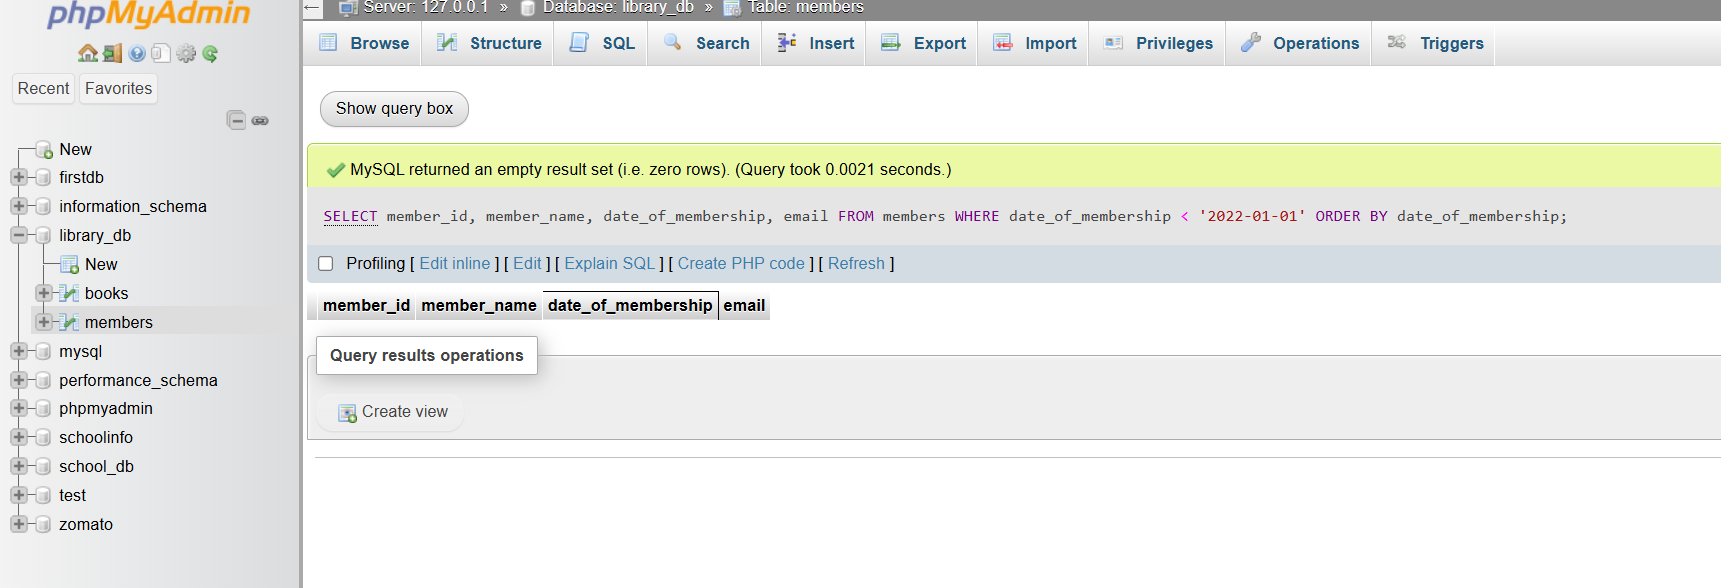 phpMyAdmin
Server: 127.0.0.1 » Database: library_db » Table: members
Browse Structure SQL Search Insert Export Import Privileges Operations Triggers
Recent Favorites
Show query box
New
firstdb
information_schema
library_db
New
books
members
mysql
performance_schema
phpmyadmin
schoolinfo
school_db
test
zomato
MySQL returned an empty result set (i.e. zero rows). (Query took 0.0021 seconds.)
SELECT member_id, member_name, date_of_membership, email FROM members WHERE date_of_membership < '2022-01-01' ORDER BY date_of_membership;
Profiling [ Edit inline ] [ Edit ] [ Explain SQL ] [ Create PHP code ] [ Refresh ]
member_id member_name date_of_membership email
Query results operations
Create view